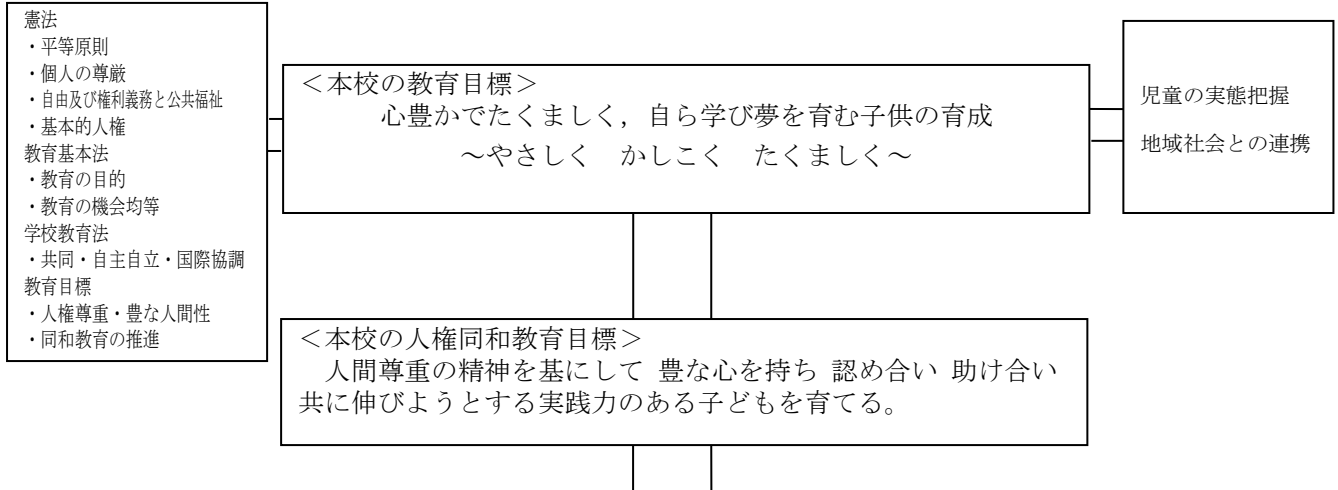 憲法
・平等原則
・個人の尊厳
・自由及び権利義務と公共福祉
・基本的人権
教育基本法
・教育の目的
・教育の機会均等
学校教育法
・共同・自主自立・国際協調
教育目標
・人権尊重・豊な人間性
・同和教育の推進
＜本校の教育目標＞
心豊かでたくましく，自ら学び夢を育む子供の育成
～やさしく　かしこく　たくましく～
児童の実態把握
地域社会との連携
＜本校の人権同和教育目標＞
人間尊重の精神を基にして 豊な心を持ち 認め合い 助け合い
共に伸びようとする実践力のある子どもを育てる。